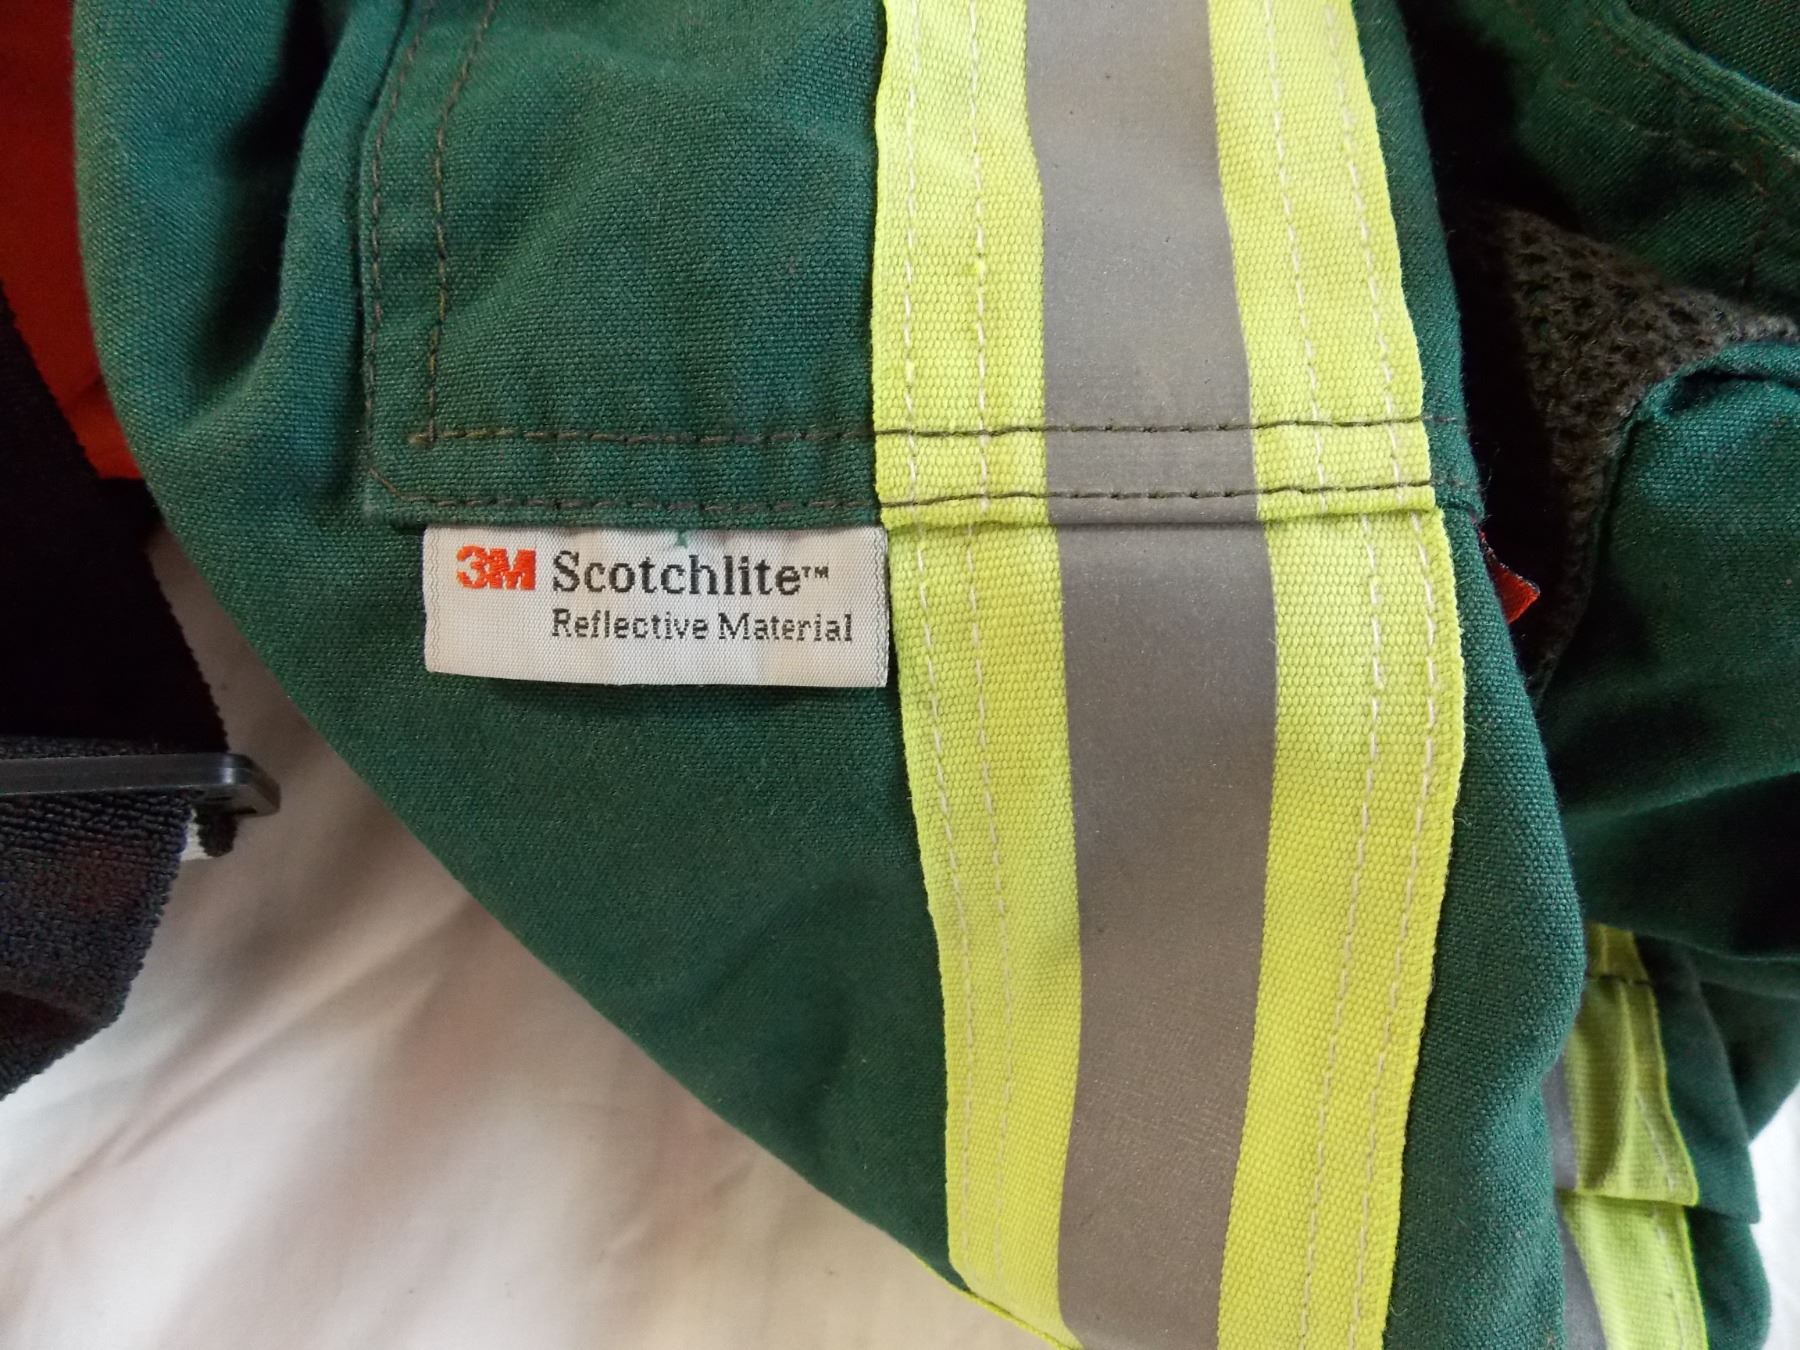 3M Scotchlite™
Reflective Material